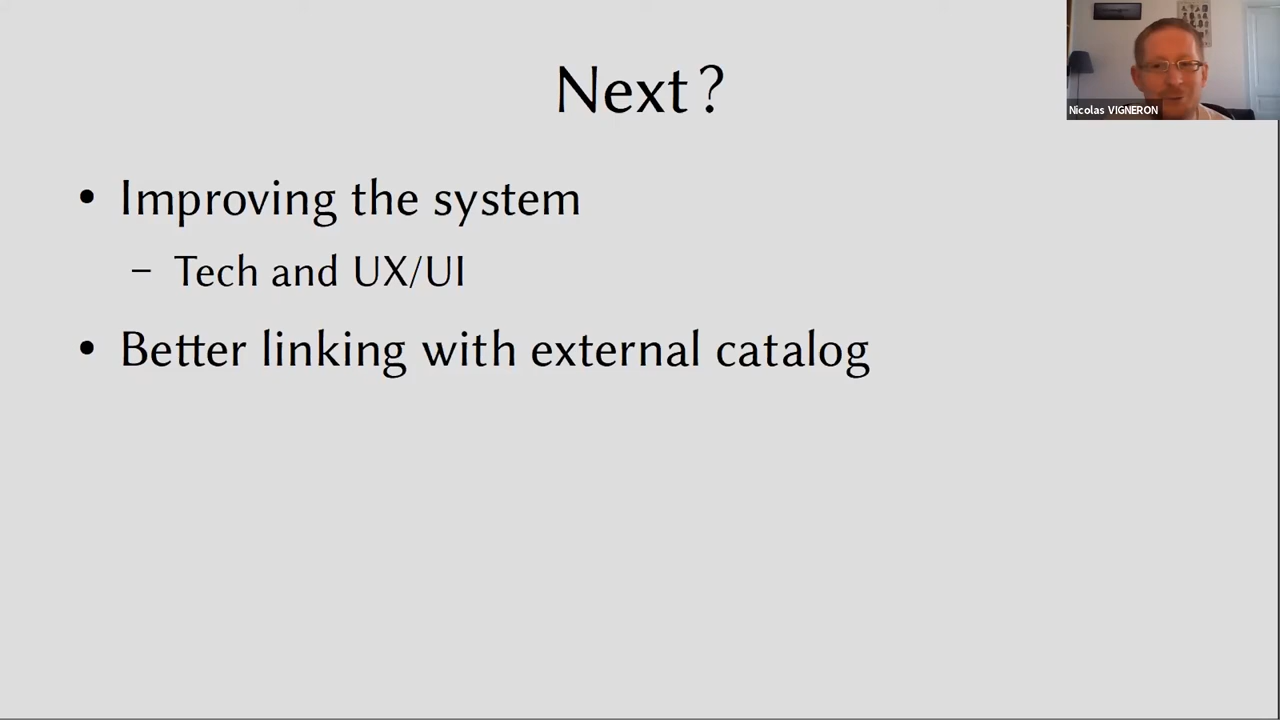 Next ?
Nicolas VIGNERON
• Improving the system
– Tech and UX/UI
• Better linking with external catalog